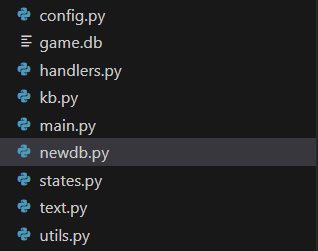 config.py
game.db
handlers.py
kb.py
main.py
newdb.py
states.py
text.py
utils.py